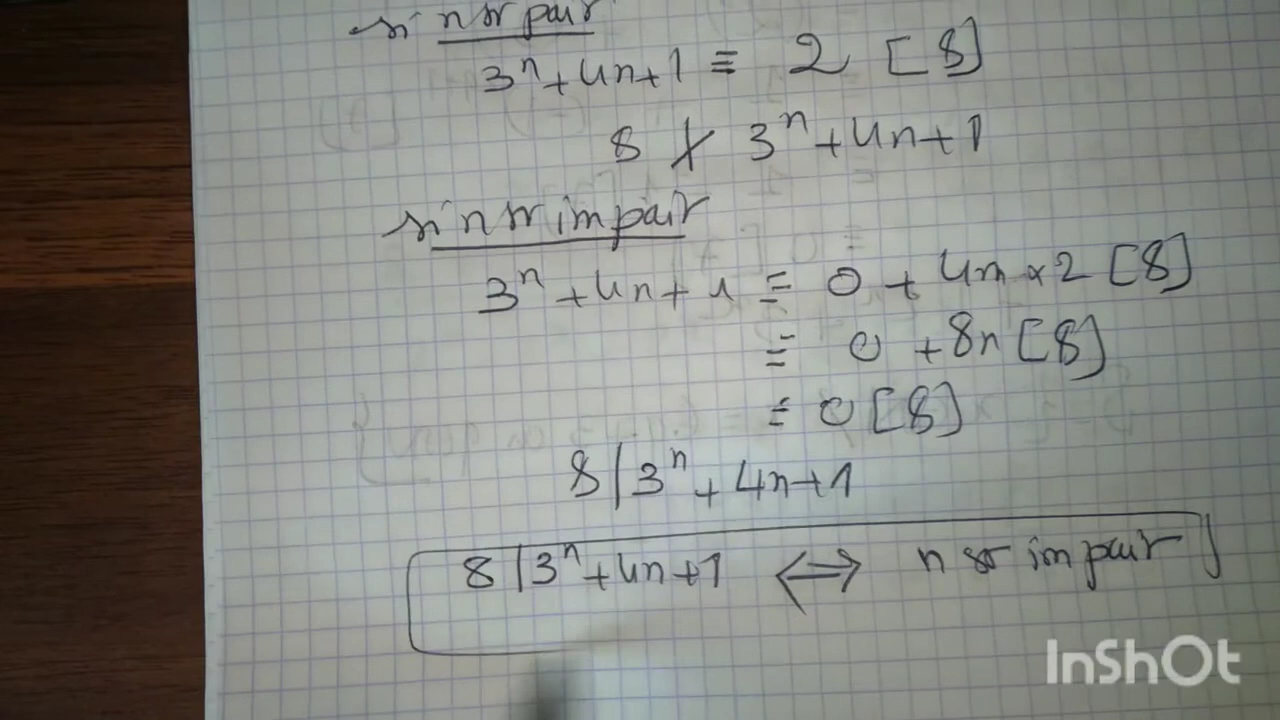 si n est pair
3ⁿ+4n+1 ≡ 2 [8]
8 ∤ 3ⁿ+4n+1
si n est impair
3ⁿ+4n+1 ≡ 0 + 4m×2 [8]
≡ 0 +8n [8]
≡ 0 [8]
8 | 3ⁿ+4n+1
8 | 3ⁿ+4n+1 ⟺ n est impair
InShOt